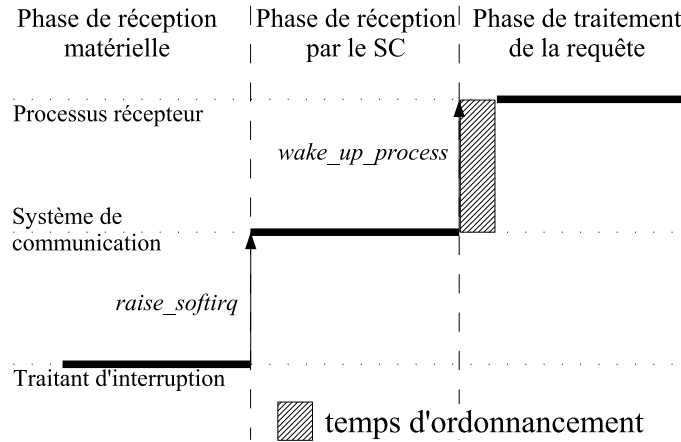 Phase de réception
matérielle
Phase de réception
par le SC
Phase de traitement
de la requête
Processus récepteur
wake_up_process
Système de
communication
raise_softirq
Traitant d'interruption
temps d'ordonnancement